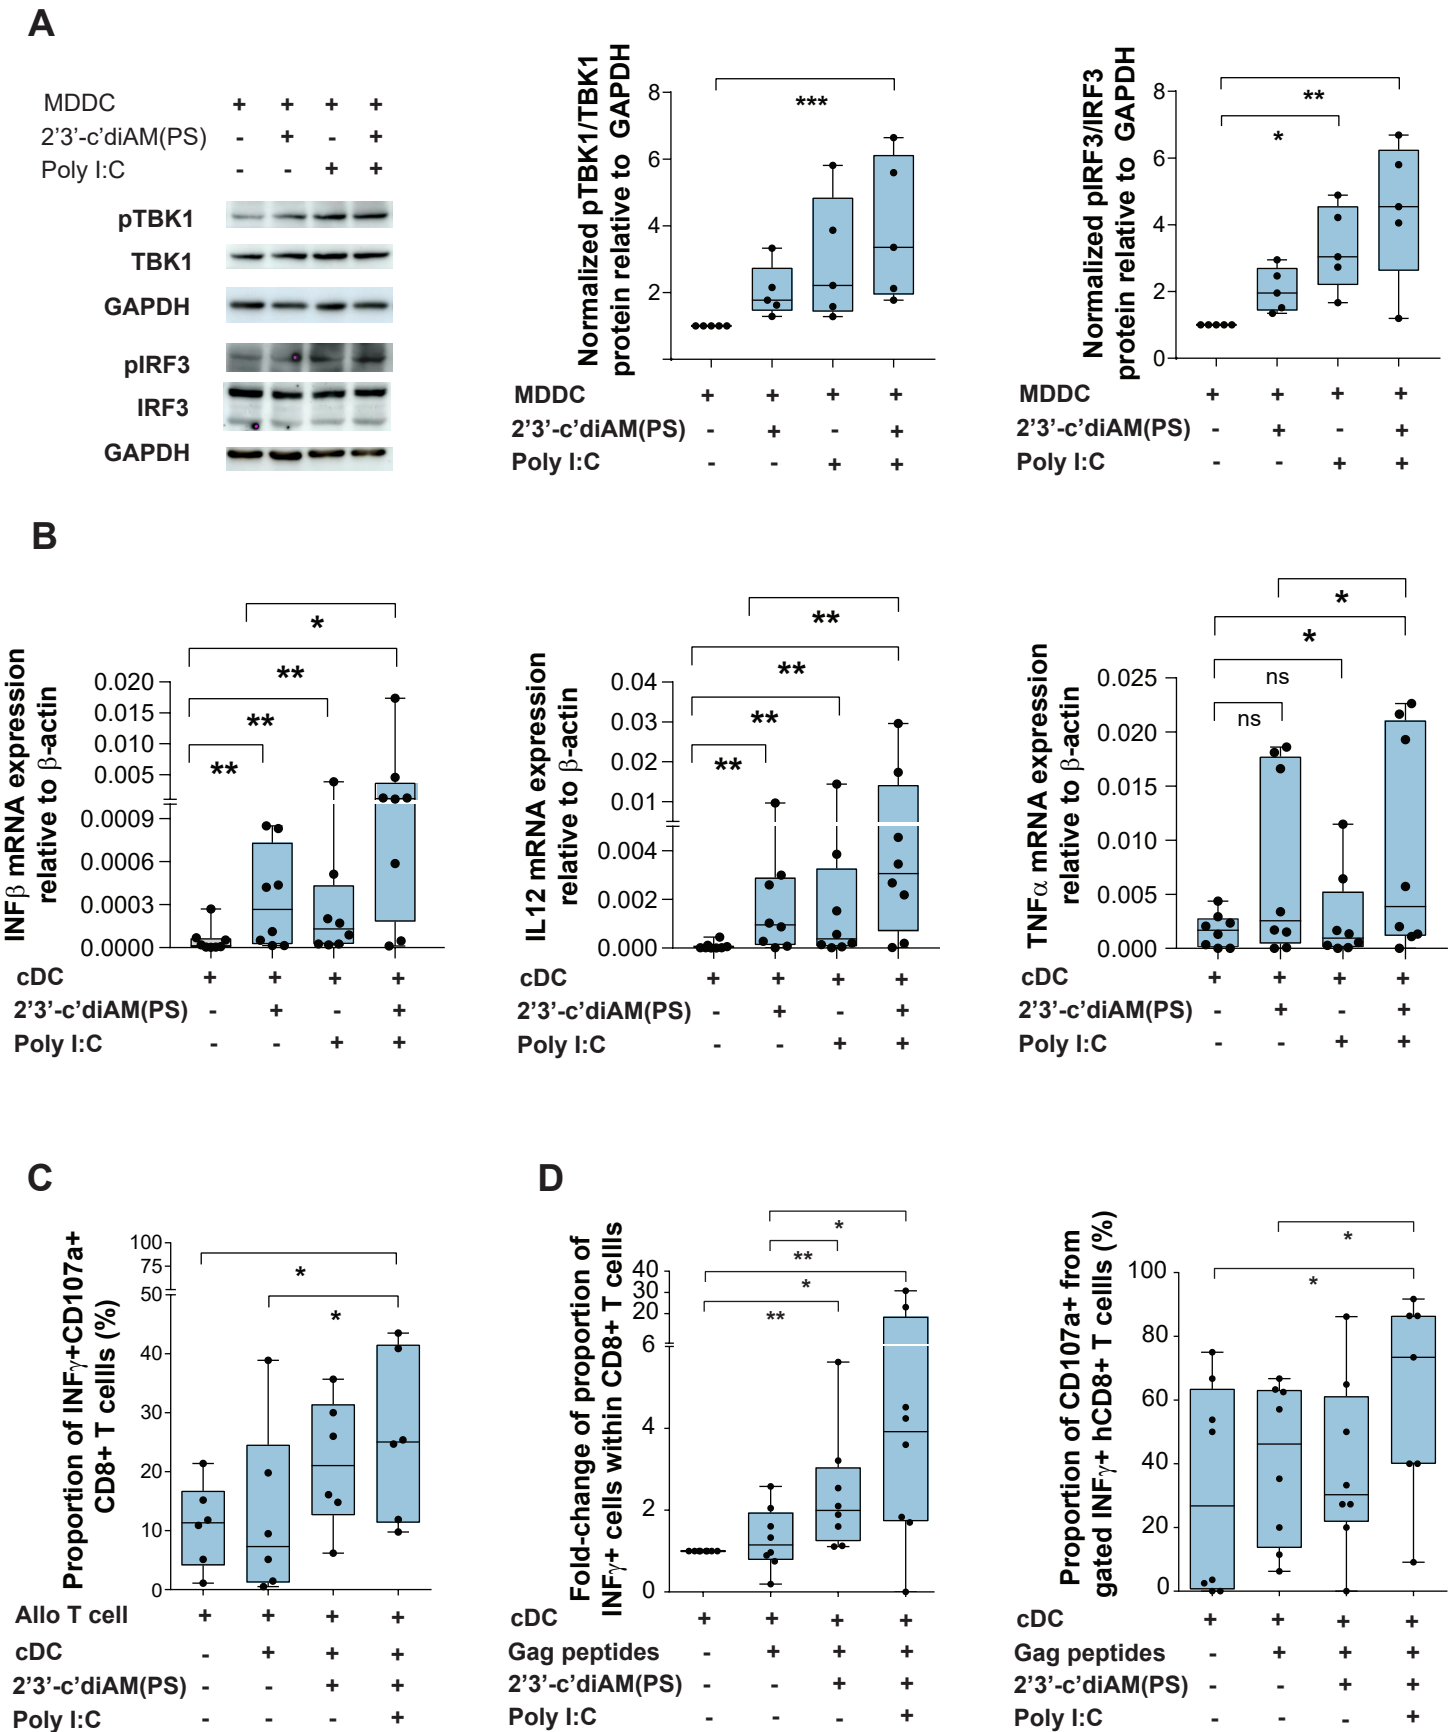 A
MDDC + + + +
2'3'-c'diAM(PS) - + - +
Poly I:C - - + +
pTBK1
TBK1
GAPDH
pIRF3
IRF3
GAPDH
Normalized pTBK1/TBK1
protein relative to GAPDH
8
6
4
2
***
MDDC + + + +
2'3'-c'diAM(PS) - + - +
Poly I:C - - + +
Normalized pIRF3/IRF3
protein relative to GAPDH
8
6
4
2
0
**
*
MDDC + + + +
2'3'-c'diAM(PS) - + - +
Poly I:C - - + +
B
INFβ mRNA expression
relative to β-actin
0.020
0.015
0.010
0.005
0.0009
0.0006
0.0003
0.0000
*
**
**
**
cDC + + + +
2'3'-c'diAM(PS) - + - +
Poly I:C - - + +
IL12 mRNA expression
relative to β-actin
0.04
0.03
0.02
0.01
0.004
0.002
0.000
**
**
**
**
cDC + + + +
2'3'-c'diAM(PS) - + - +
Poly I:C - - + +
TNFα mRNA expression
relative to β-actin
0.025
0.020
0.015
0.010
0.005
0.000
*
*
ns
ns
cDC + + + +
2'3'-c'diAM(PS) - + - +
Poly I:C - - + +
C
Proportion of INFγ+CD107a+
CD8+ T cellls (%)
100
75
50
40
30
20
10
0
*
*
Allo T cell + + + +
cDC - + + +
2'3'-c'diAM(PS) - - + +
Poly I:C - - - +
D
Fold-change of proportion of
INFγ+ cells within CD8+ T cellls
40
30
20
6
4
2
0
*
**
*
**
cDC + + + +
Gag peptides - + + +
2'3'-c'diAM(PS) - - + +
Poly I:C - - - +
Proportion of CD107a+ from
gated INFγ+ hCD8+ T cellls (%)
100
80
60
40
20
0
*
*
cDC + + + +
Gag peptides - + + +
2'3'-c'diAM(PS) - - + +
Poly I:C - - - +